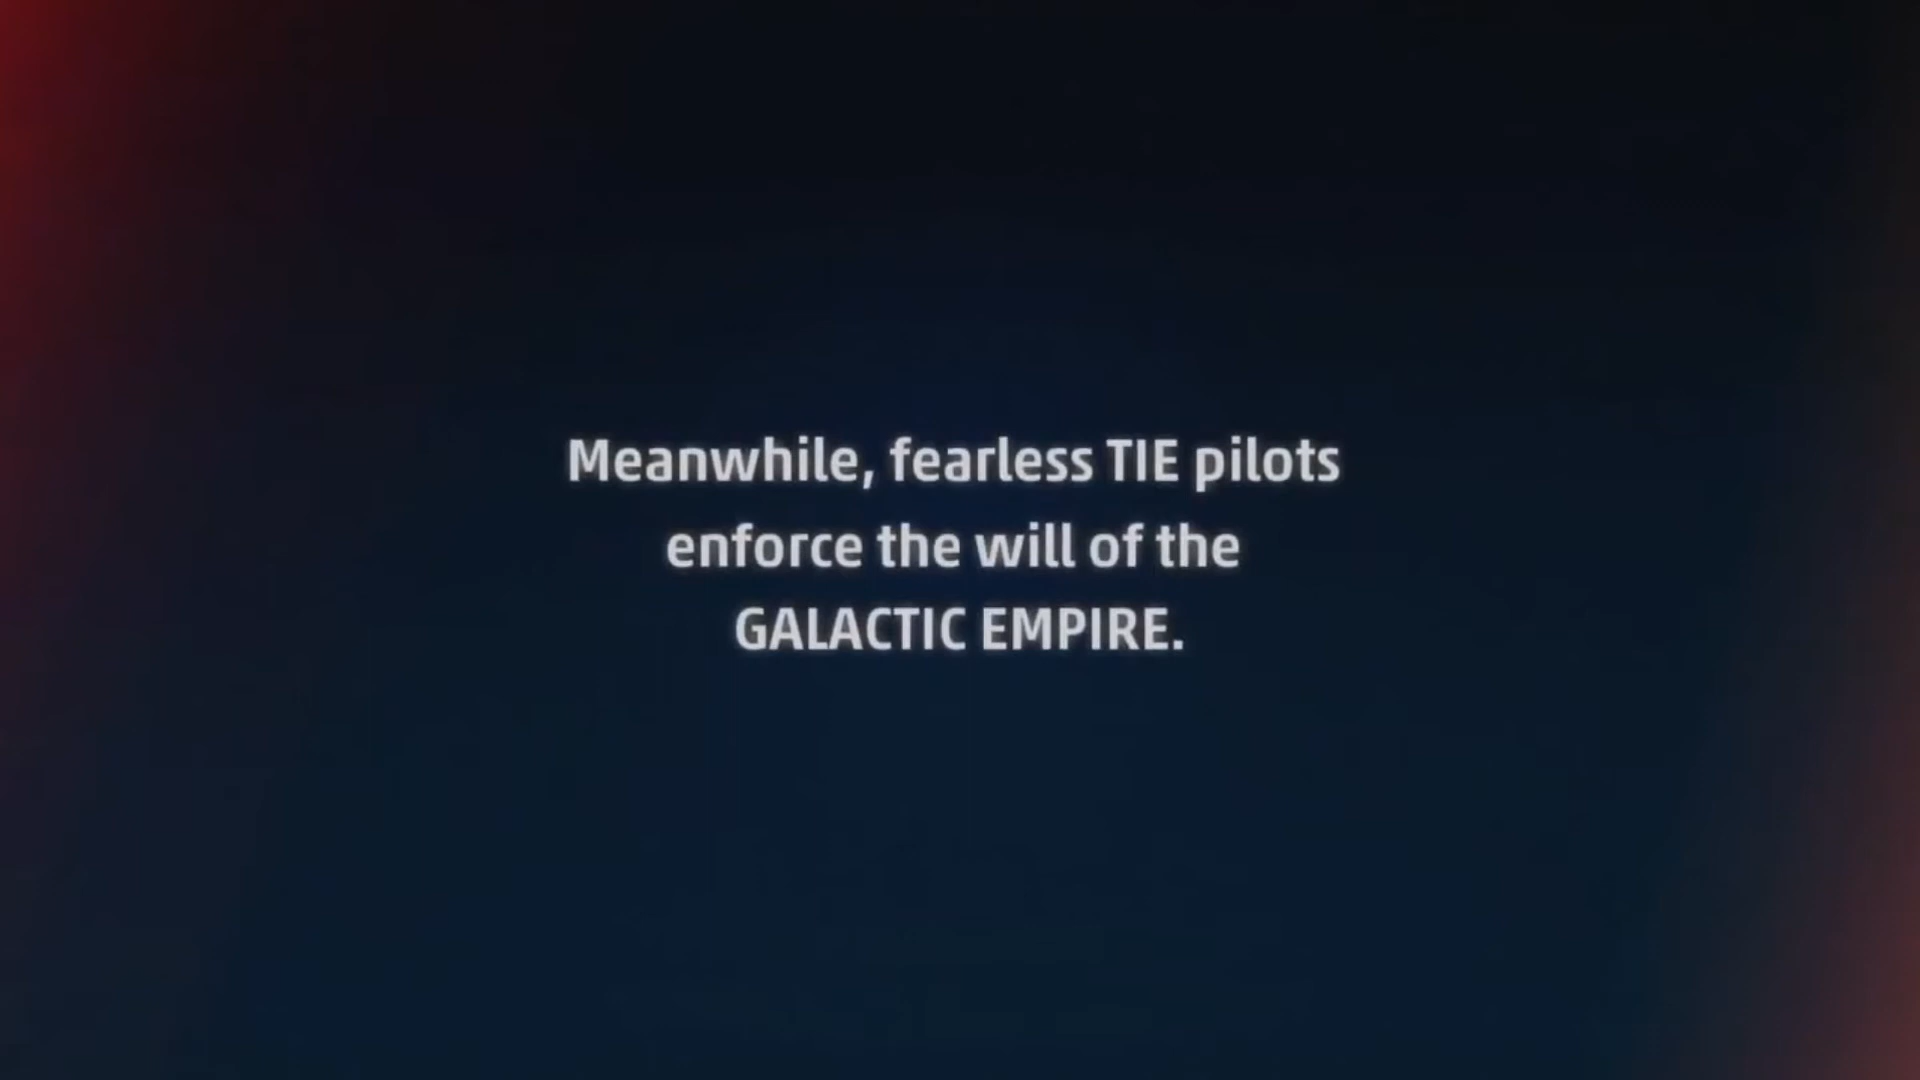 Meanwhile, fearless TIE pilots
enforce the will of the
GALACTIC EMPIRE.